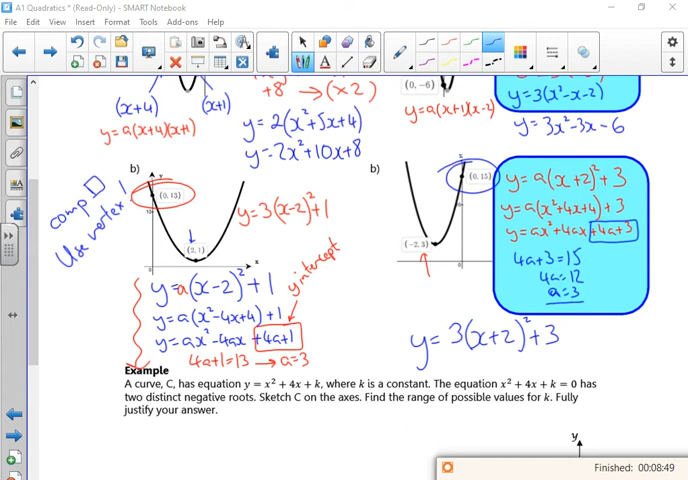 A1 Quadratics * (Read-Only) - SMART Notebook
File Edit View Insert Format Tools Add-ons Help
(x+4) (x+1)
y=a(x+4)(x+1)
+8 → (×2)
y=2(x²+5x+4)
y=2x²+10x+8
(0, −6)
y=a(x+1)(x-2)
y=3(x²-x-2)
y=3x²-3x-6
b)
comp □
Use vertex
y
(0, 13)
10
(2, 1)
0
x
y=3(x-2)²+1
y=a(x-2)²+1
y=a(x²-4x+4)+1
y=ax²-4ax+4a+1
4a+1=13 → a=3
y intercept
b)
(0, 15)
(−2, 3)
y=a(x+2)²+3
y=a(x²+4x+4)+3
y=ax²+4ax+4a+3
4a+3=15
4a=12
a=3
y=3(x+2)²+3
Example
A curve, C, has equation y = x² + 4x + k, where k is a constant. The equation x² + 4x + k = 0 has
two distinct negative roots. Sketch C on the axes. Find the range of possible values for k. Fully
justify your answer.
y
Finished: 00:08:49